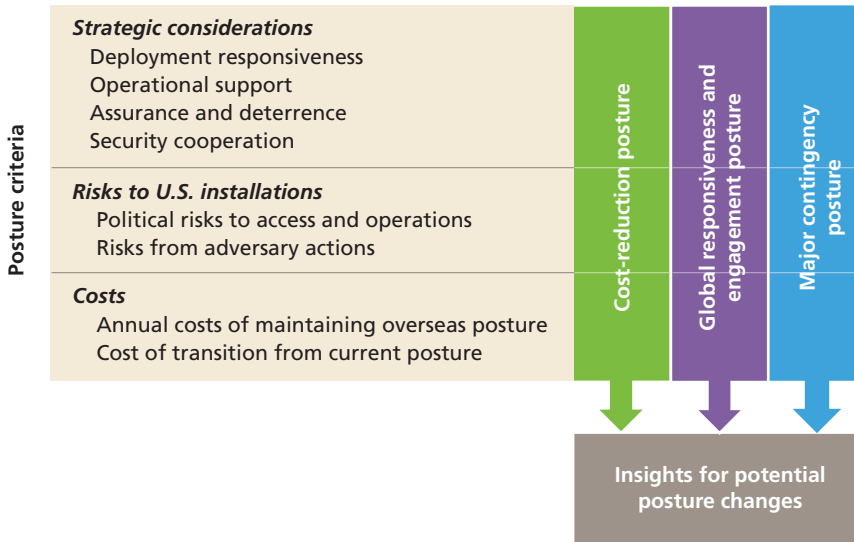 Posture criteria
Strategic considerations
Deployment responsiveness
Operational support
Assurance and deterrence
Security cooperation
Risks to U.S. installations
Political risks to access and operations
Risks from adversary actions
Costs
Annual costs of maintaining overseas posture
Cost of transition from current posture
Cost-reduction posture
Global responsiveness and
engagement posture
Major contingency
posture
Insights for potential
posture changes